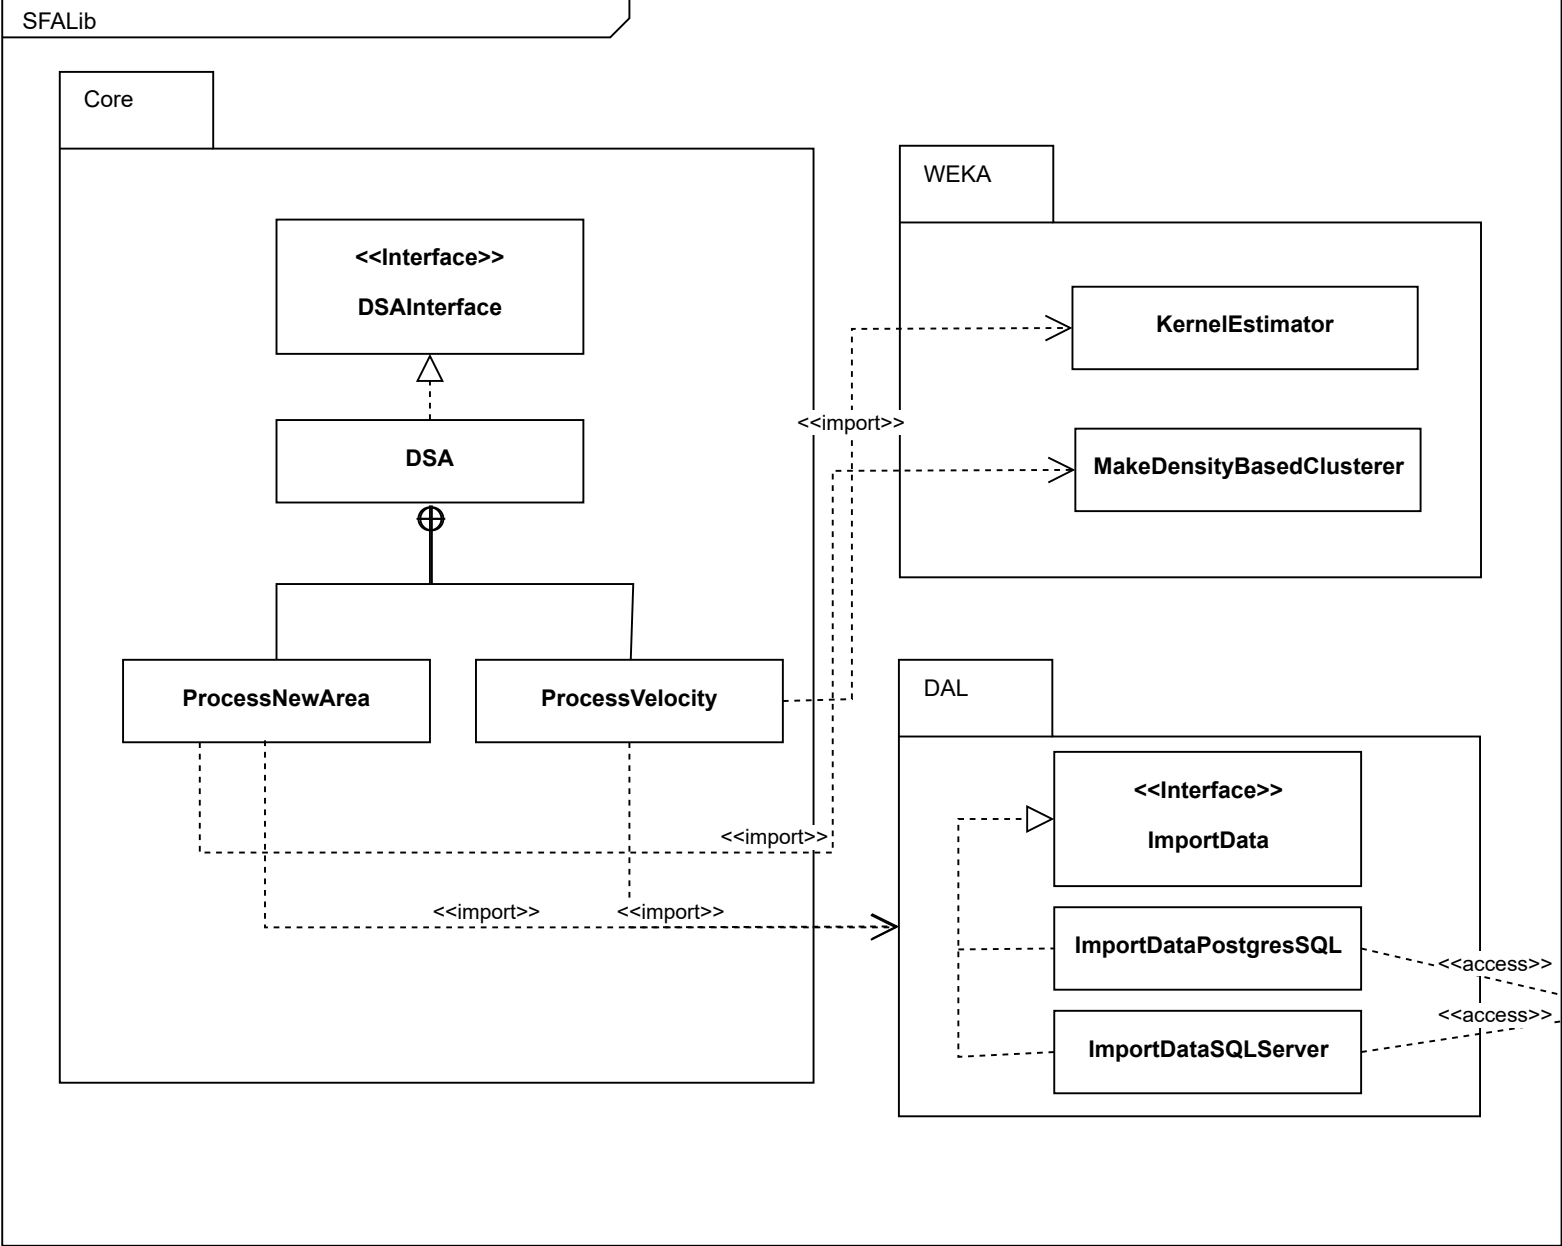 SFALib
Core
WEKA
<<Interface>>
DSAInterface
KernelEstimator
<<import>>
DSA
MakeDensityBasedClusterer
ProcessNewArea
ProcessVelocity
DAL
<<Interface>>
ImportData
<<import>>
<<import>>
<<import>>
ImportDataPostgresSQL
<<access>>
<<access>>
ImportDataSQLServer